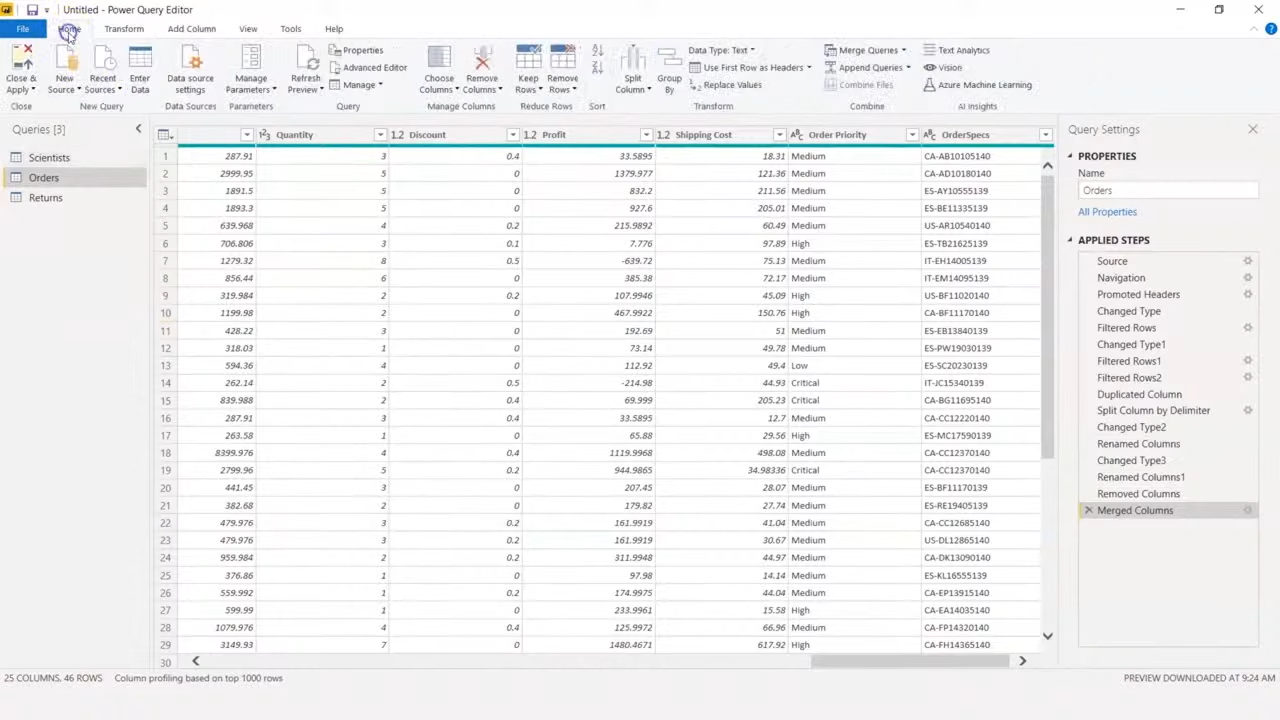 Untitled - Power Query Editor
File Home Transform Add Column View Tools Help
Close & Apply
New Source
Recent Sources
Enter Data
Data source settings
Manage Parameters
Refresh Preview
Properties
Advanced Editor
Manage
Choose Columns
Remove Columns
Keep Rows
Remove Rows
Split Column
Group By
Data Type: Text
Use First Row as Headers
Replace Values
Merge Queries
Append Queries
Combine Files
Text Analytics
Vision
Azure Machine Learning
Close New Query Data Sources Parameters Query Manage Columns Reduce Rows Sort Transform Combine AI Insights
Queries [3]
Scientists
Orders
Returns
1²3 Quantity 1.2 Discount 1.2 Profit 1.2 Shipping Cost ABC Order Priority ABC OrderSpecs
1 287.91 3 0.4 33.5895 18.31 Medium CA-AB10105140
2 2999.95 5 0 1379.977 121.36 Medium CA-AD10180140
3 1891.5 5 0 832.2 211.56 Medium ES-AY10555139
4 1893.3 5 0 927.6 205.01 Medium ES-BE11335139
5 639.968 4 0.2 215.9892 60.49 Medium US-AR10540140
6 706.806 3 0.1 7.776 97.89 High ES-TB21625139
7 1279.32 8 0.5 -639.72 75.13 Medium IT-EH14005139
8 856.44 6 0 385.38 72.17 Medium IT-EM14095139
9 319.984 2 0.2 107.9946 45.09 High US-BF11020140
10 1199.98 2 0 467.9922 150.76 High CA-BF11170140
11 428.22 3 0 192.69 51 Medium ES-EB13840139
12 318.03 1 0 73.14 49.78 Medium ES-PW19030139
13 594.36 4 0 112.92 49.4 Low ES-SC20230139
14 262.14 2 0.5 -214.98 44.93 Critical IT-JC15340139
15 839.988 2 0.4 69.999 205.23 Critical CA-BG11695140
16 287.91 3 0.4 33.5895 12.7 Medium CA-CC12220140
17 263.58 1 0 65.88 29.56 High ES-MC17590139
18 8399.976 4 0.4 1119.9968 498.08 Medium CA-CC12370140
19 2799.96 5 0.2 944.9865 34.98336 Critical CA-CC12370140
20 441.45 3 0 207.45 28.07 Medium ES-BF11170139
21 382.68 2 0 179.82 27.74 Medium ES-RE19405139
22 479.976 3 0.2 161.9919 41.04 Medium CA-CC12685140
23 479.976 3 0.2 161.9919 30.67 Medium US-DL12865140
24 959.984 2 0.2 311.9948 44.97 Medium CA-DK13090140
25 376.86 1 0 97.98 14.14 Medium ES-KL16555139
26 559.992 1 0.2 174.9975 44.04 Medium CA-EP13915140
27 599.99 1 0 233.9961 15.58 High CA-EA14035140
28 1079.976 4 0.4 125.9972 66.96 Medium CA-FP14320140
29 3149.93 7 0 1480.4671 617.92 High CA-FH14365140
30
Query Settings
PROPERTIES
Name
Orders
All Properties
APPLIED STEPS
Source
Navigation
Promoted Headers
Changed Type
Filtered Rows
Changed Type1
Filtered Rows1
Filtered Rows2
Duplicated Column
Split Column by Delimiter
Changed Type2
Renamed Columns
Changed Type3
Renamed Columns1
Removed Columns
Merged Columns
25 COLUMNS, 46 ROWS Column profiling based on top 1000 rows PREVIEW DOWNLOADED AT 9:24 AM